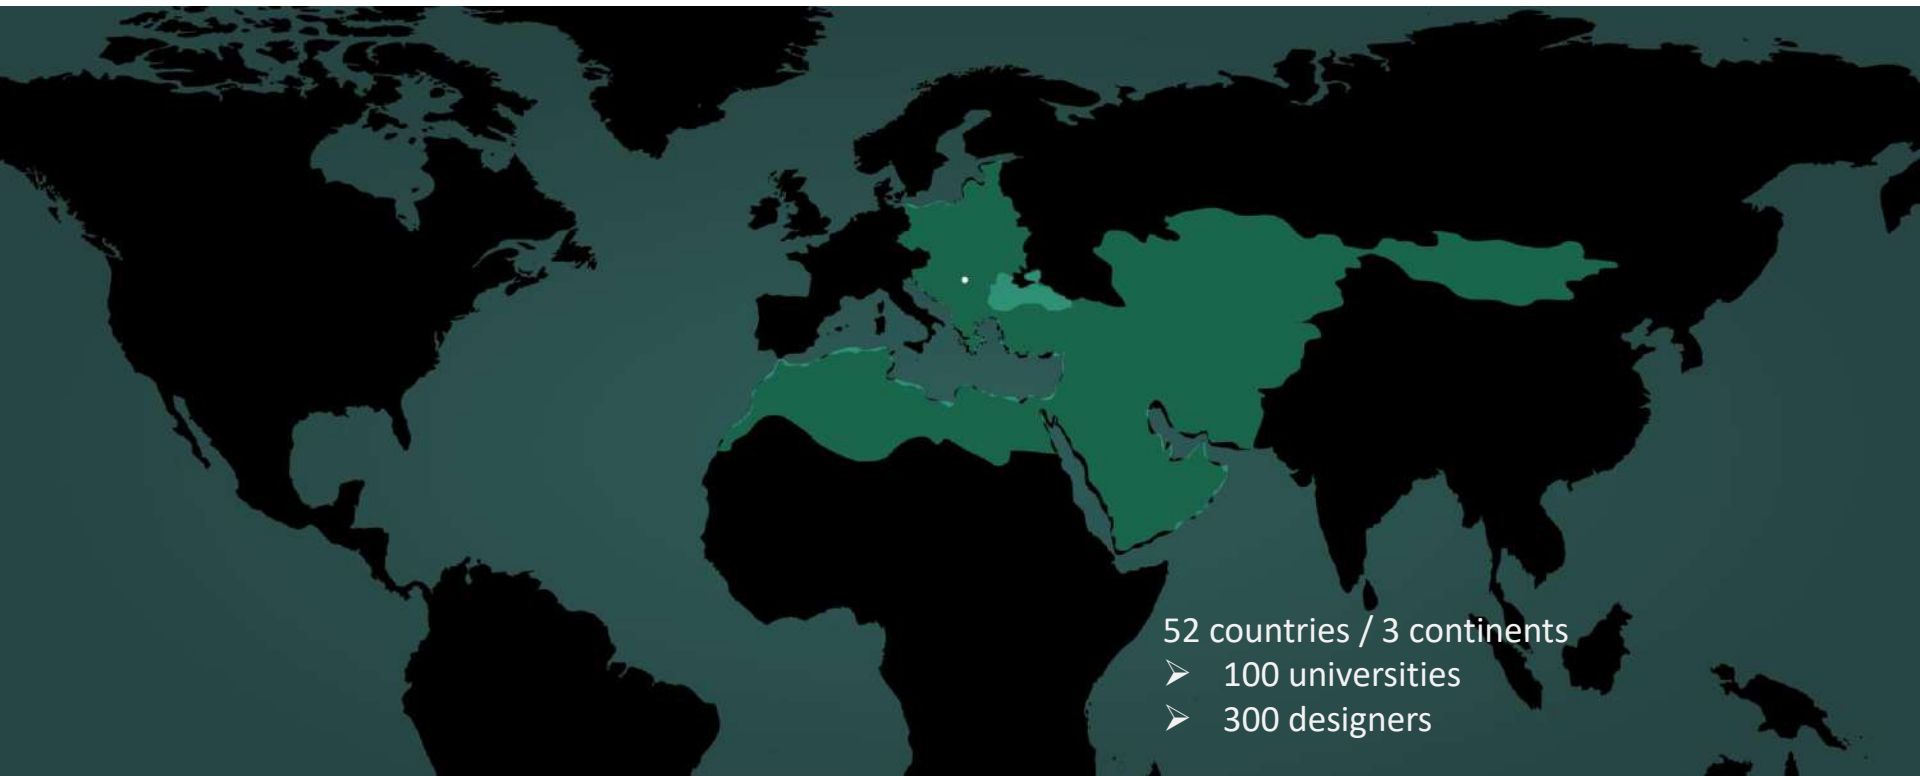 52 countries / 3 continents
➢ 100 universities
➢ 300 designers